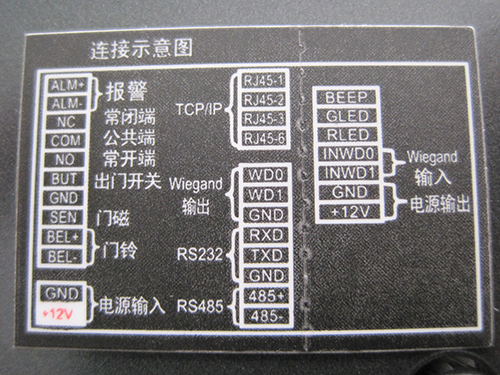 连接示意图
ALM+
ALM-
报警
NC 常闭端
COM 公共端
NO 常开端
BUT 出门开关
GND
SEN 门磁
BEL+
BEL-
门铃
GND
+12V
电源输入
TCP/IP
RJ45-1
RJ45-2
RJ45-3
RJ45-6
Wiegand
输出
WD0
WD1
GND
RS232
RXD
TXD
GND
RS485
485+
485-
BEEP
GLED
RLED
INWD0
INWD1
Wiegand
输入
GND
+12V
电源输出